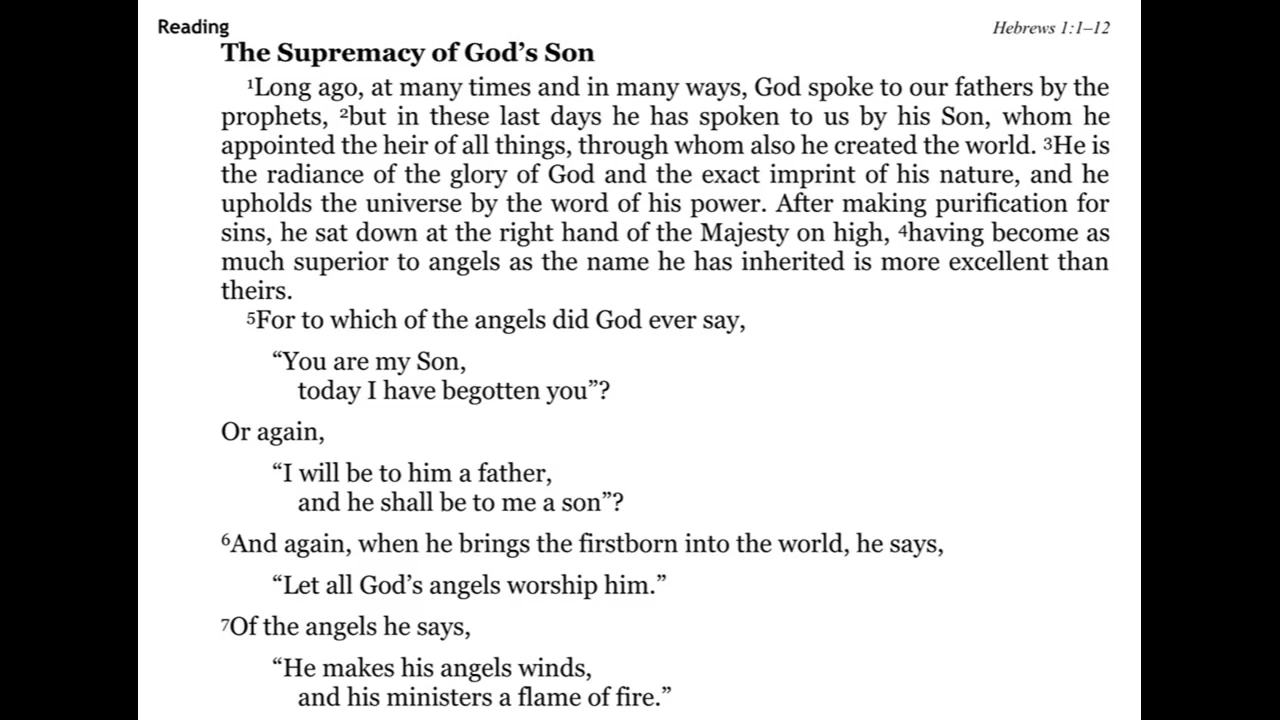 Reading
Hebrews 1:1–12
The Supremacy of God’s Son
¹Long ago, at many times and in many ways, God spoke to our fathers by the
prophets, ²but in these last days he has spoken to us by his Son, whom he
appointed the heir of all things, through whom also he created the world. ³He is
the radiance of the glory of God and the exact imprint of his nature, and he
upholds the universe by the word of his power. After making purification for
sins, he sat down at the right hand of the Majesty on high, ⁴having become as
much superior to angels as the name he has inherited is more excellent than
theirs.
⁵For to which of the angels did God ever say,
“You are my Son,
today I have begotten you”?
Or again,
“I will be to him a father,
and he shall be to me a son”?
⁶And again, when he brings the firstborn into the world, he says,
“Let all God’s angels worship him.”
⁷Of the angels he says,
“He makes his angels winds,
and his ministers a flame of fire.”